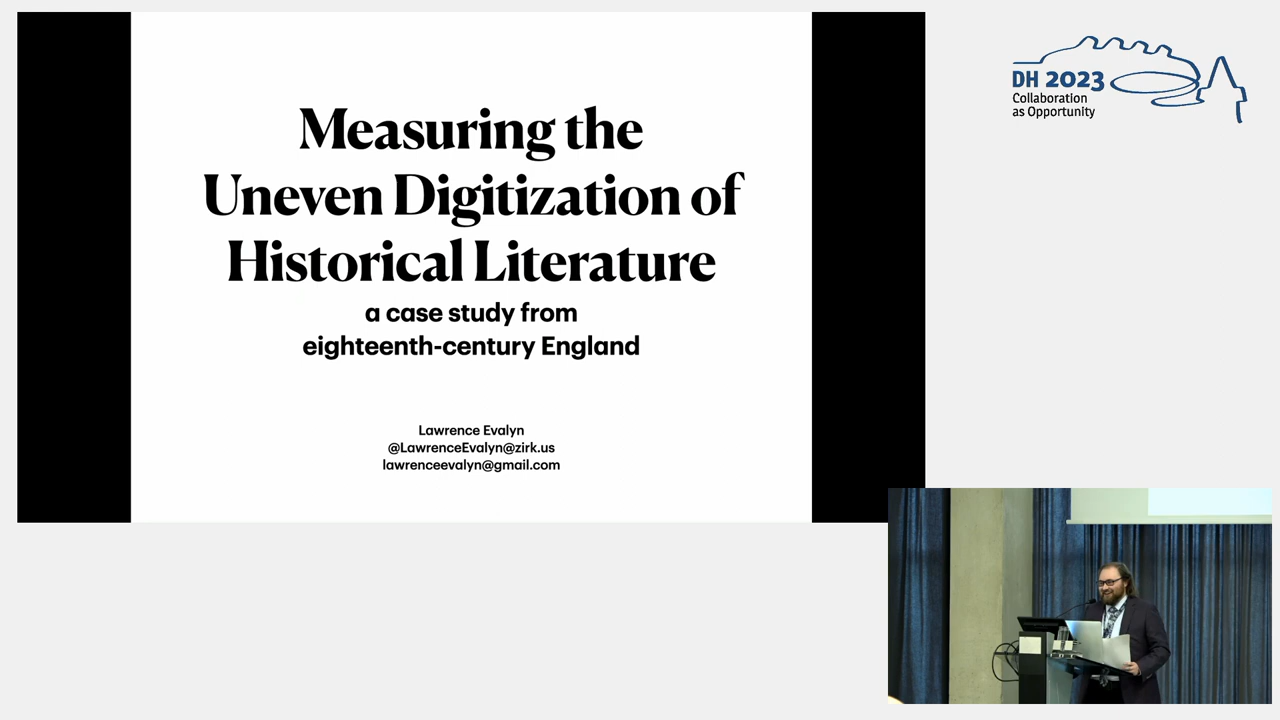 Measuring the
Uneven Digitization of
Historical Literature
a case study from
eighteenth-century England
Lawrence Evalyn
@LawrenceEvalyn@zirk.us
lawrenceevalyn@gmail.com
DH 2023
Collaboration
as Opportunity